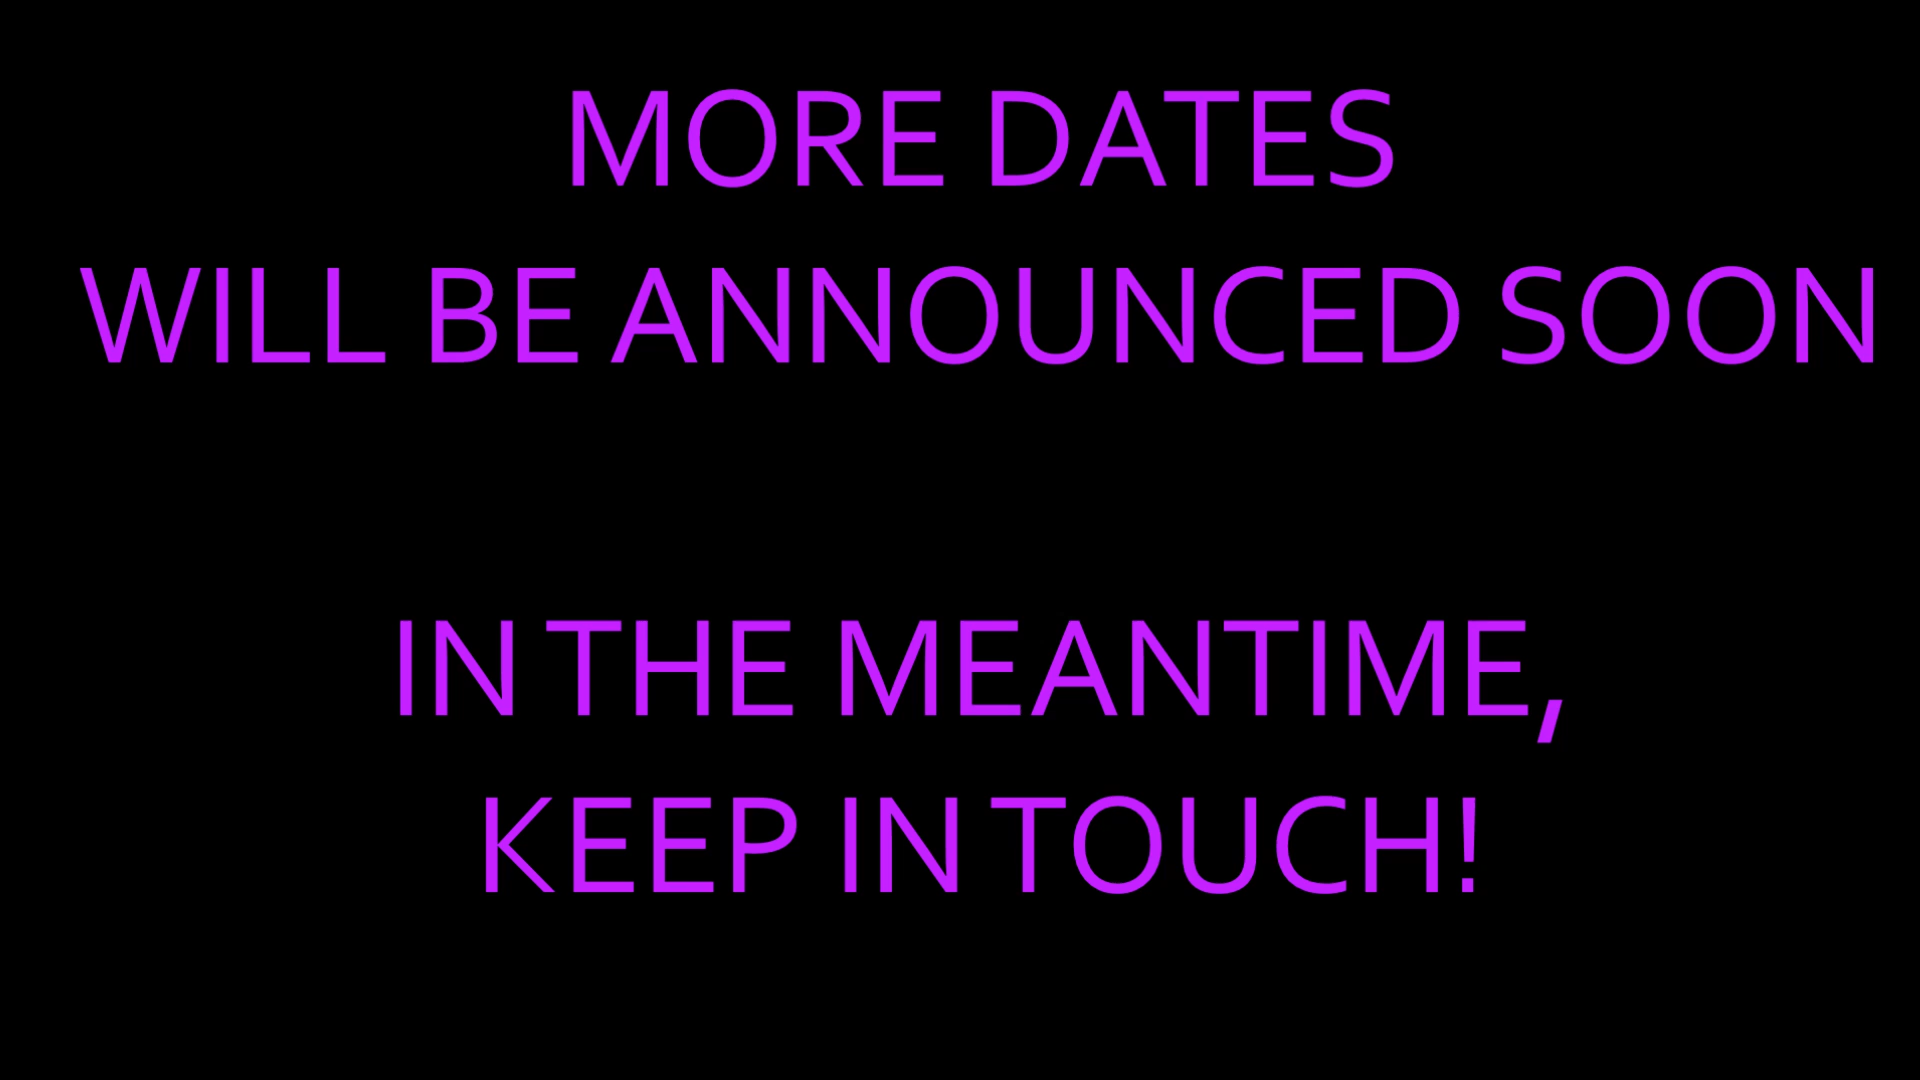 MORE DATES
WILL BE ANNOUNCED SOON
IN THE MEANTIME,
KEEP IN TOUCH!